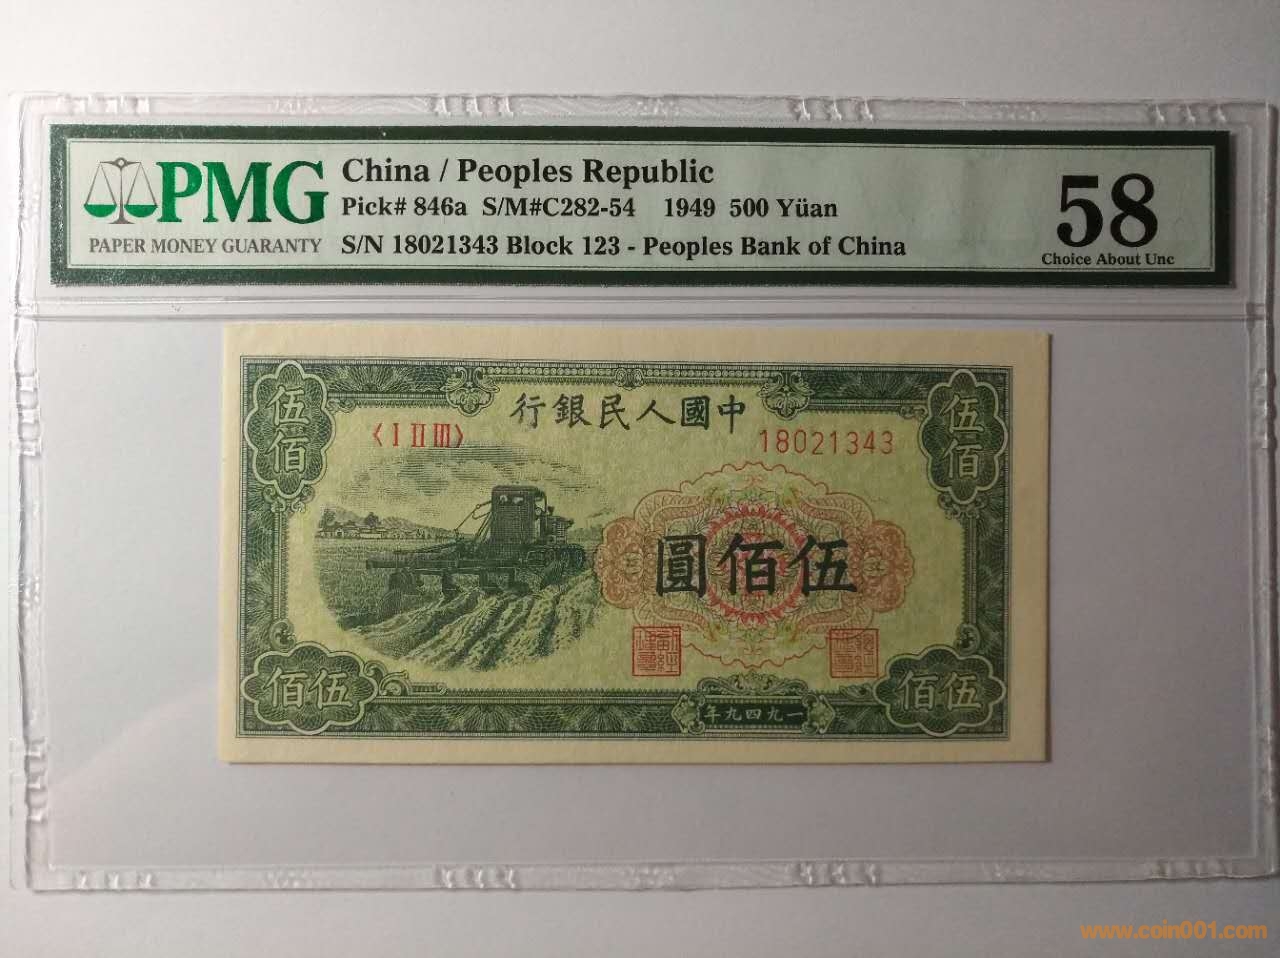 PMG
PAPER MONEY GUARANTY
China / Peoples Republic
Pick# 846a S/M#C282-54 1949 500 Yüan
S/N 18021343 Block 123 - Peoples Bank of China
58
Choice About Unc
行銀民人國中
伍佰
伍佰
〈I II III〉
18021343
圓佰伍
佰伍
佰伍
年九四九一
www.coin001.com